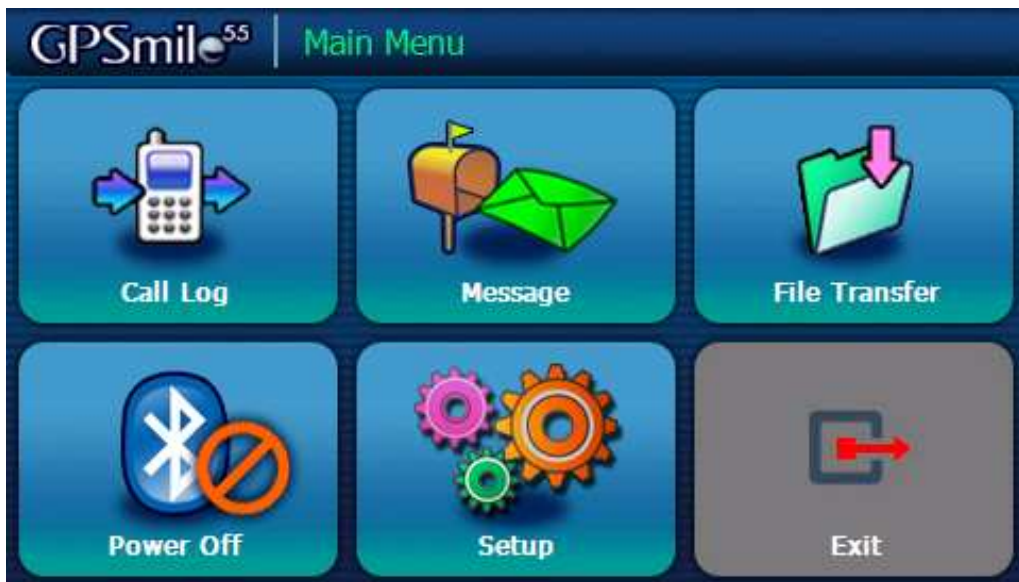 GPSmile55 | Main Menu
Call Log
Message
File Transfer
Power Off
Setup
Exit